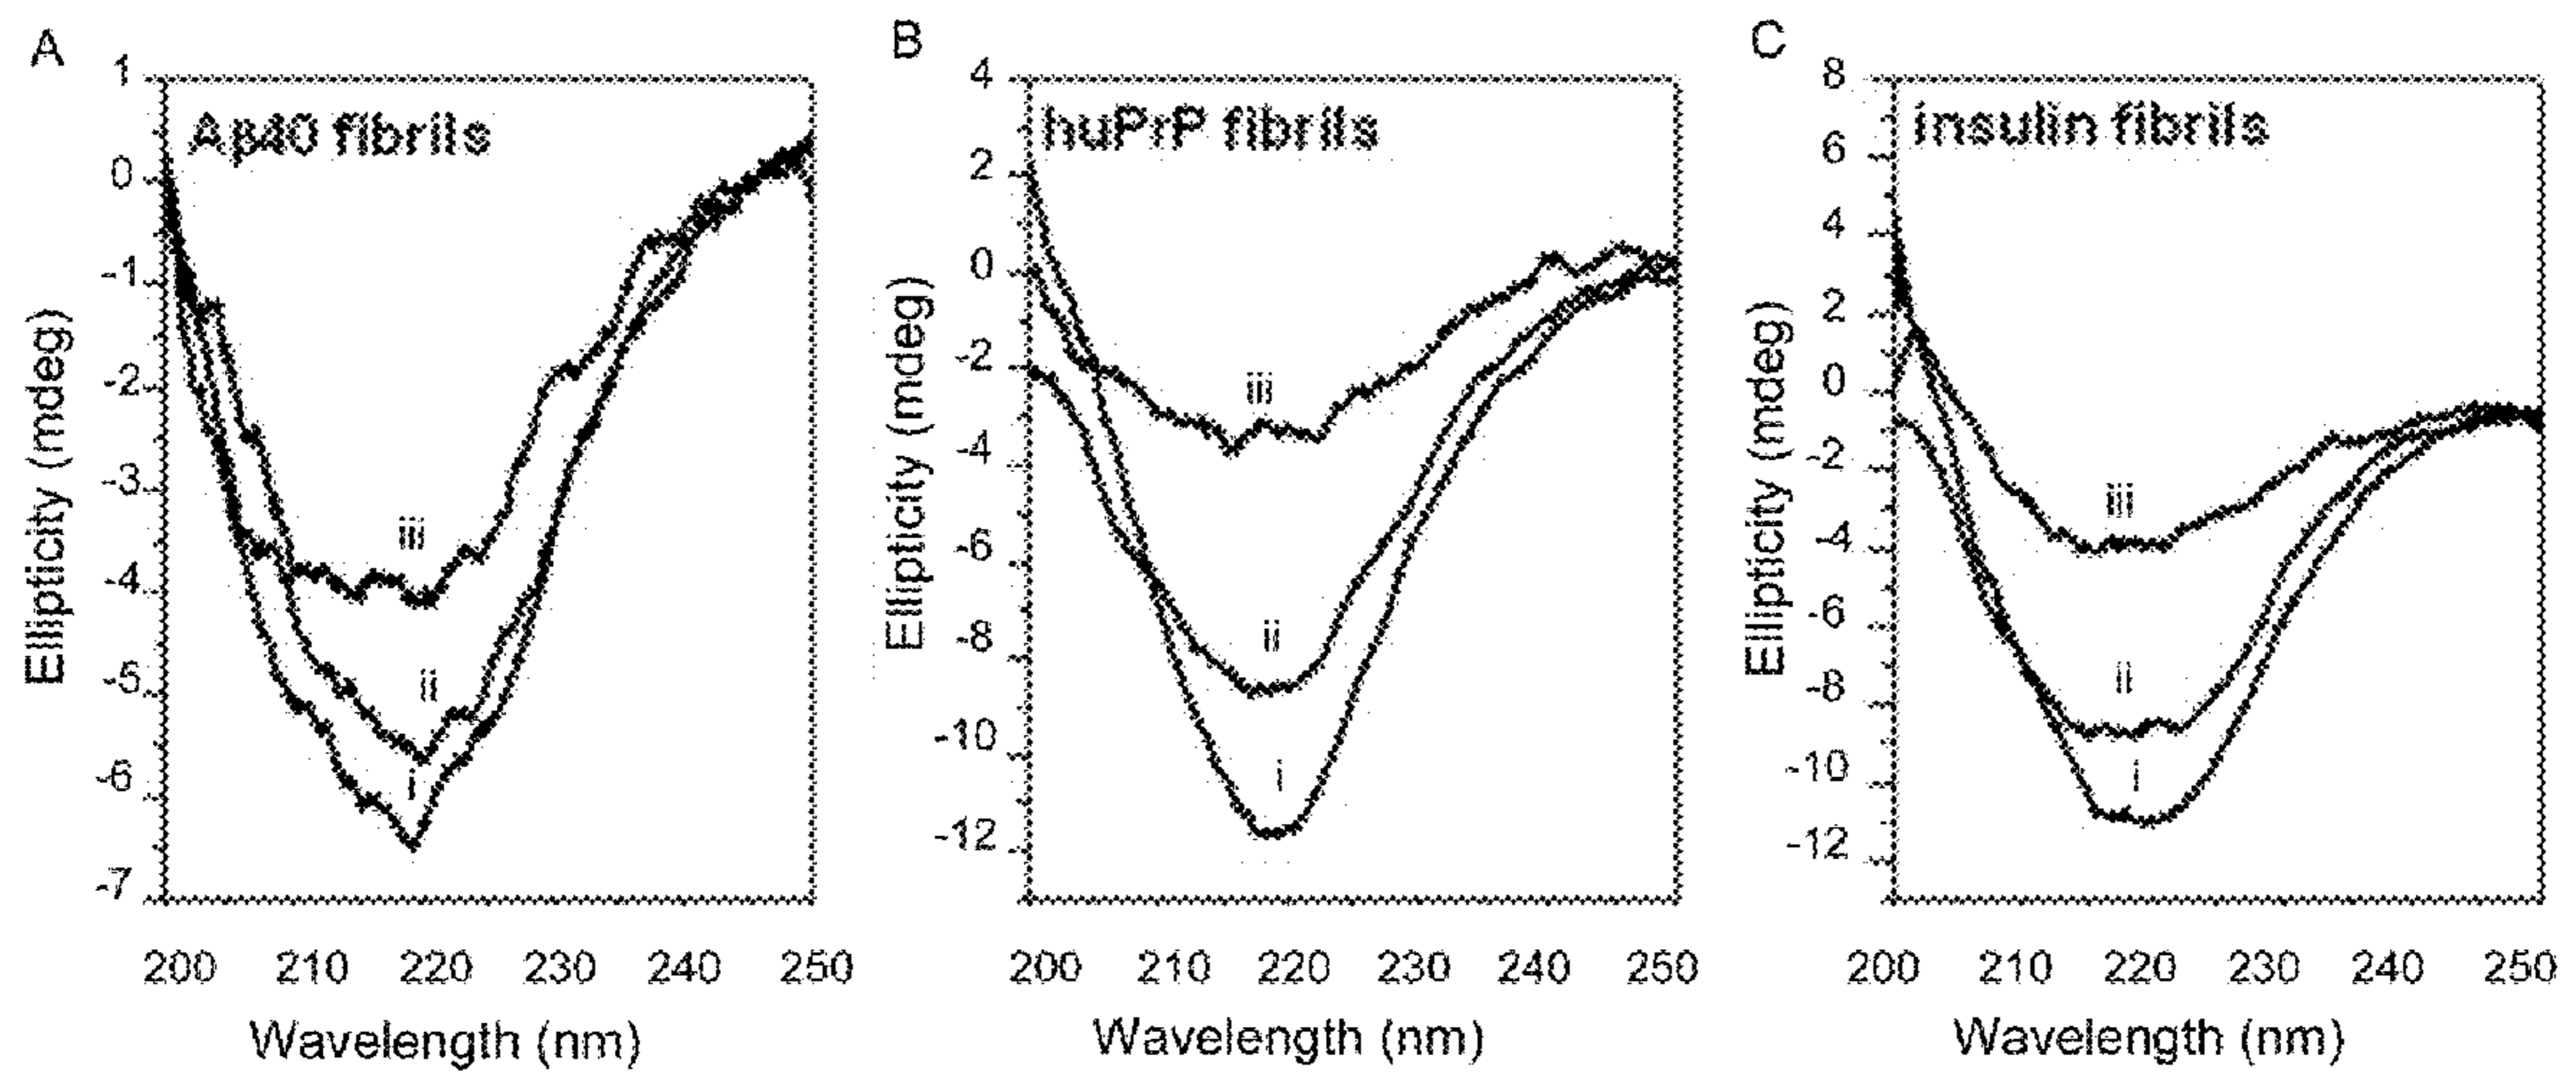 A
B
C
Aβ40 fibrils
huPrP fibrils
insulin fibrils
1
0
-1
-2
-3
-4
-5
-6
-7
Ellipticity (mdeg)
iii
ii
i
200 210 220 230 240 250
Wavelength (nm)
4
2
0
-2
-4
-6
-8
-10
-12
Ellipticity (mdeg)
iii
ii
i
200 210 220 230 240 250
Wavelength (nm)
8
6
4
2
0
-2
-4
-6
-8
-10
-12
Ellipticity (mdeg)
iii
ii
i
200 210 220 230 240 250
Wavelength (nm)